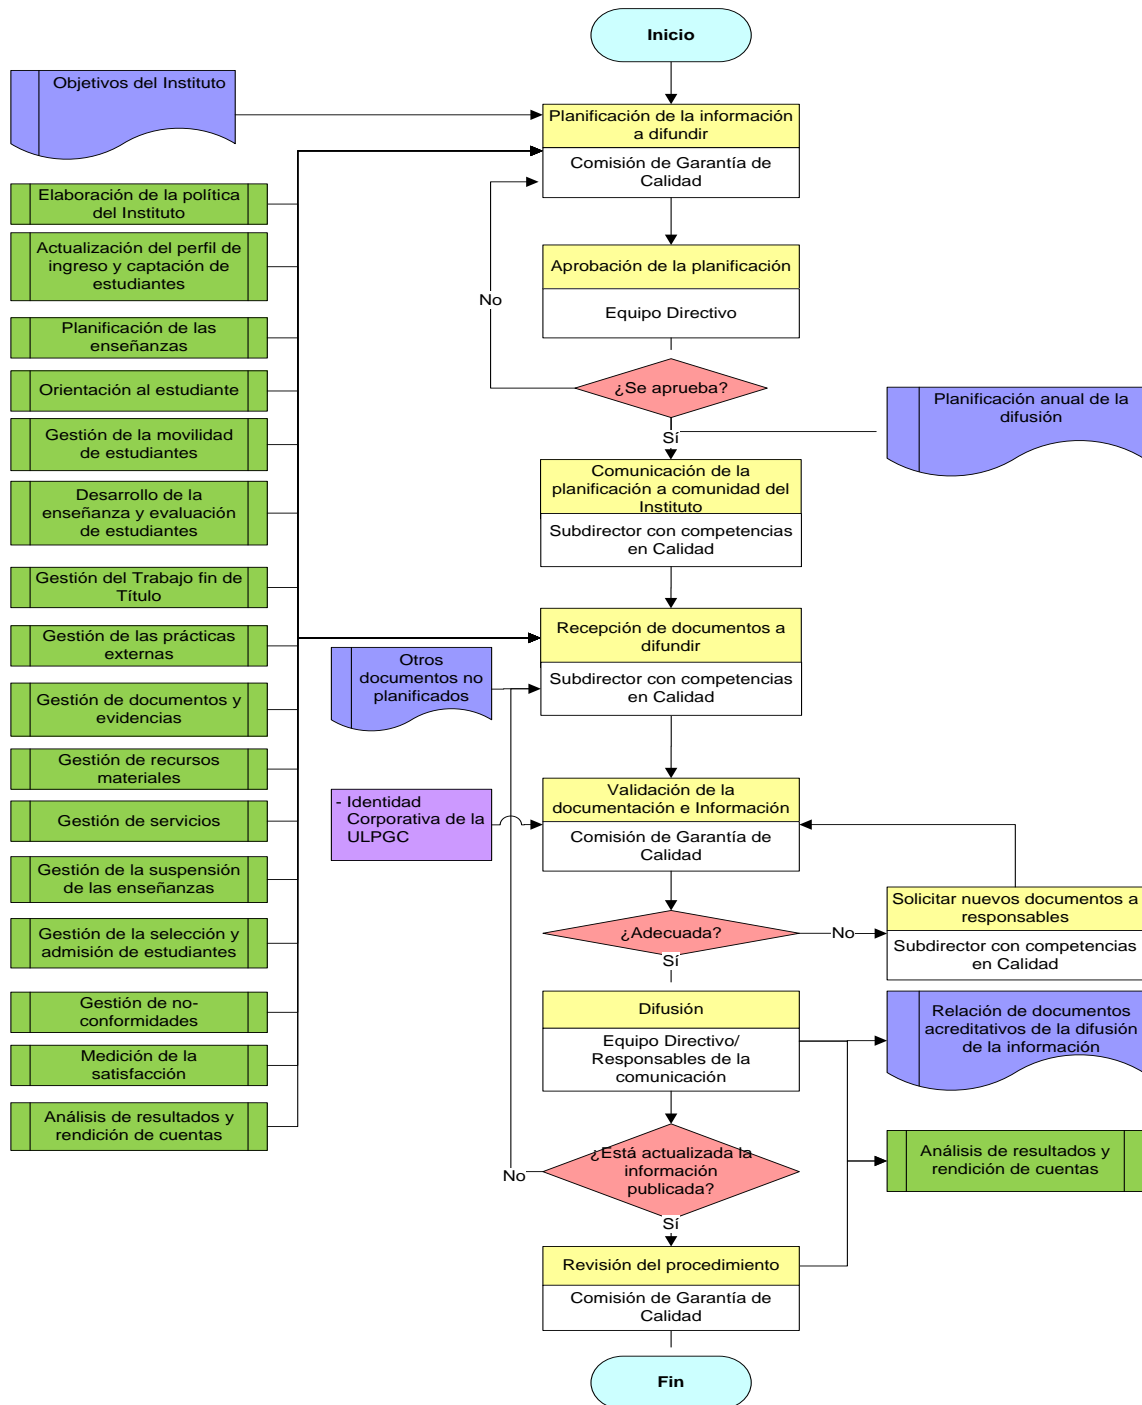 Inicio
Objetivos del Instituto
Planificación de la información
a difundir
Comisión de Garantía de
Calidad
Elaboración de la política
del Instituto
Actualización del perfil de
ingreso y captación de
estudiantes
Aprobación de la planificación
Equipo Directivo
No
Planificación de las
enseñanzas
¿Se aprueba?
Orientación al estudiante
Planificación anual de la
difusión
Sí
Gestión de la movilidad
de estudiantes
Comunicación de la
planificación a comunidad del
Instituto
Subdirector con competencias
en Calidad
Desarrollo de la
enseñanza y evaluación
de estudiantes
Gestión del Trabajo fin de
Título
Recepción de documentos a
difundir
Subdirector con competencias
en Calidad
Gestión de las prácticas
externas
Otros
documentos no
planificados
Gestión de documentos y
evidencias
Gestión de recursos
materiales
Validación de la
documentación e Información
Comisión de Garantía de
Calidad
- Identidad
Corporativa de la
ULPGC
Gestión de servicios
Gestión de la suspensión
de las enseñanzas
Solicitar nuevos documentos a
responsables
Subdirector con competencias
en Calidad
Gestión de la selección y
admisión de estudiantes
¿Adecuada?
No
Sí
Gestión de no-
conformidades
Difusión
Equipo Directivo/
Responsables de la
comunicación
Relación de documentos
acreditativos de la difusión
de la información
Medición de la
satisfacción
Análisis de resultados y
rendición de cuentas
¿Está actualizada la
información
publicada?
No
Análisis de resultados y
rendición de cuentas
Sí
Revisión del procedimiento
Comisión de Garantía de
Calidad
Fin